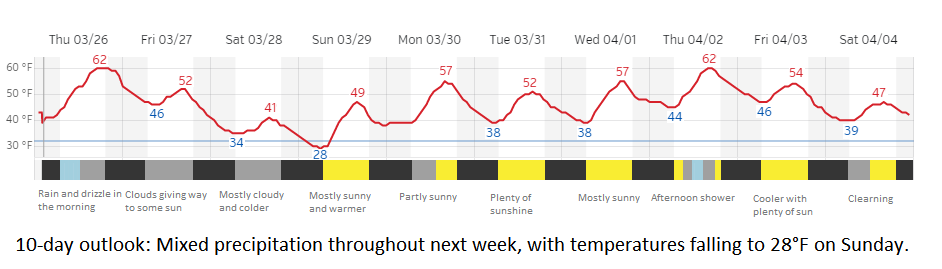 Thu 03/26 Fri 03/27 Sat 03/28 Sun 03/29 Mon 03/30 Tue 03/31 Wed 04/01 Thu 04/02 Fri 04/03 Sat 04/04
60 °F
50 °F
40 °F
30 °F
62 52 41 49 57 52 57 62 54 47
46 34 28 38 38 44 46 39
Rain and drizzle in Clouds giving way Mostly cloudy Mostly sunny Partly sunny Plenty of Mostly sunny Afternoon shower Cooler with Clearning
the morning to some sun and colder and warmer sunshine plenty of sun
10-day outlook: Mixed precipitation throughout next week, with temperatures falling to 28°F on Sunday.